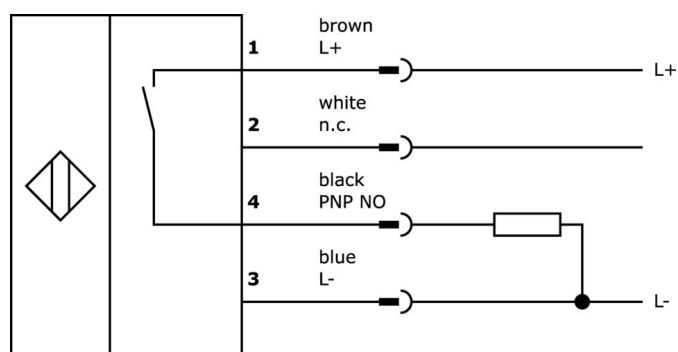 brown
1 L+
L+
white
2 n.c.
black
4 PNP NO
blue
3 L-
L-